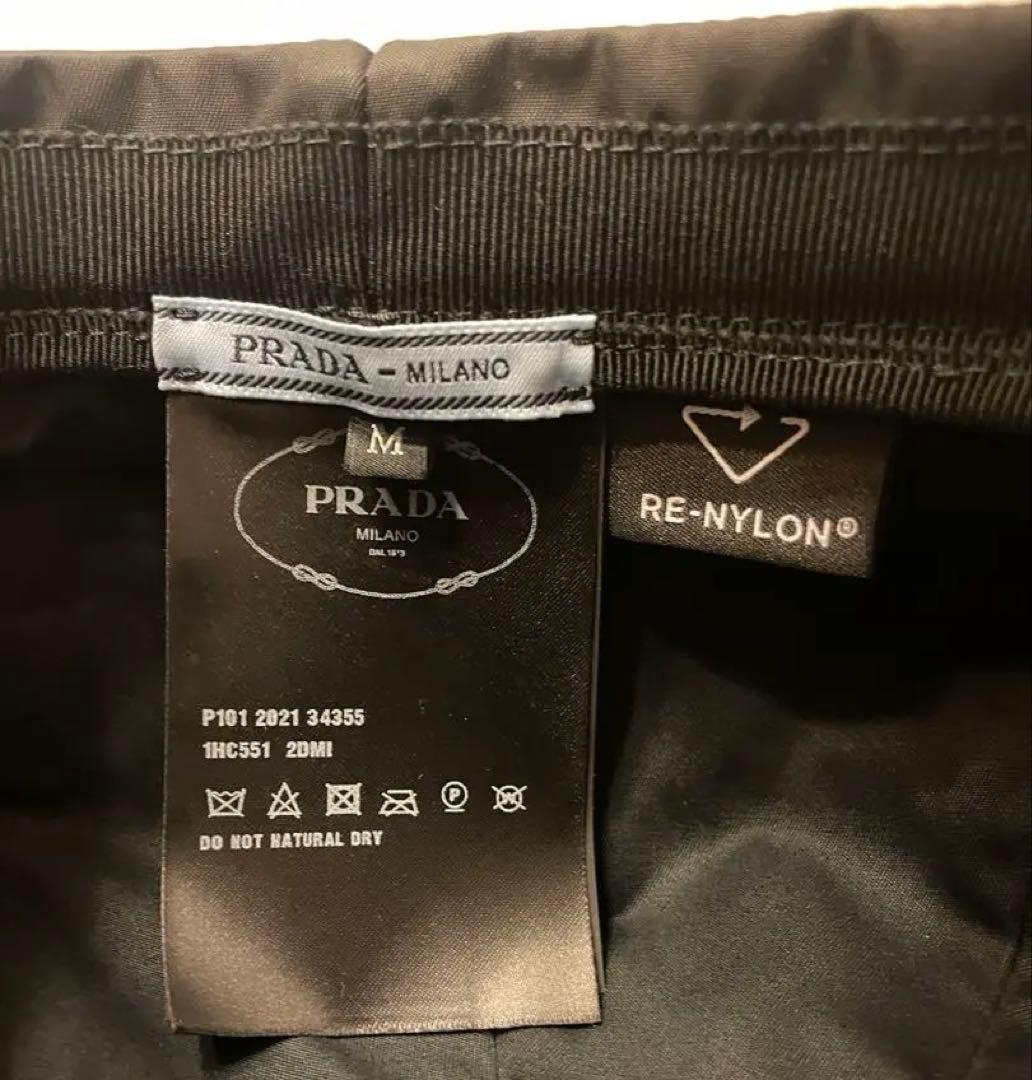 PRADA - MILANO
M
PRADA
MILANO
RE-NYLON®
P101 2021 34355
1HC551 2DMI
P
W
DO NOT NATURAL DRY